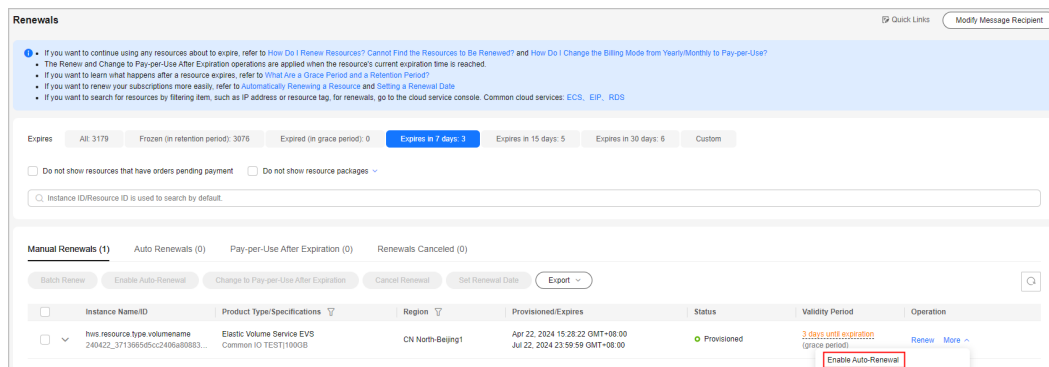 Renewals
Quick Links
Modify Message Recipient
If you want to continue using any resources about to expire, refer to How Do I Renew Resources? Cannot Find the Resources to Be Renewed? and How Do I Change the Billing Mode from Yearly/Monthly to Pay-per-Use?
The Renew and Change to Pay-per-Use After Expiration operations are applied when the resource's current expiration time is reached.
If you want to learn what happens after a resource expires, refer to What Are a Grace Period and a Retention Period?
If you want to renew your subscriptions more easily, refer to Automatically Renewing a Resource and Setting a Renewal Date
If you want to search for resources by filtering item, such as IP address or resource tag, for renewals, go to the cloud service console. Common cloud services: ECS、EIP、RDS
Expires All: 3179 Frozen (in retention period): 3076 Expired (in grace period): 0 Expires in 7 days: 3 Expires in 15 days: 5 Expires in 30 days: 6 Custom
Do not show resources that have orders pending payment Do not show resource packages
Instance ID/Resource ID is used to search by default.
Manual Renewals (1) Auto Renewals (0) Pay-per-Use After Expiration (0) Renewals Canceled (0)
Batch Renew Enable Auto-Renewal Change to Pay-per-Use After Expiration Cancel Renewal Set Renewal Date Export
Instance Name/ID Product Type/Specifications Region Provisioned/Expires Status Validity Period Operation
hws.resource.type.volumename Elastic Volume Service EVS CN North-Beijing1 Apr 22, 2024 15:28:22 GMT+08:00 Provisioned 3 days until expiration Renew More
240422_3713665d5cc2406a80883... Common IO TEST|100GB Jul 22, 2024 23:59:59 GMT+08:00 (grace period)
Enable Auto-Renewal